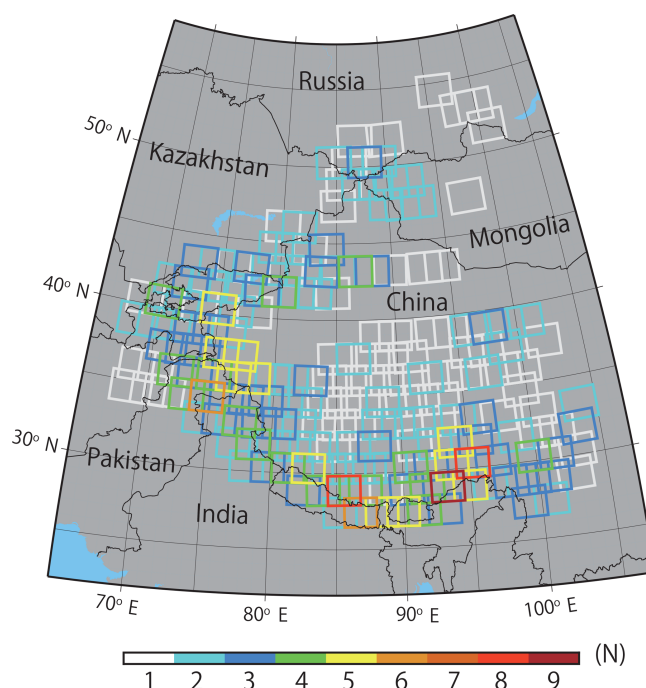 Russia
50° N
Kazakhstan
Mongolia
40° N
China
30° N
Pakistan
India
70° E
80° E
90° E
100° E
(N)
1 2 3 4 5 6 7 8 9